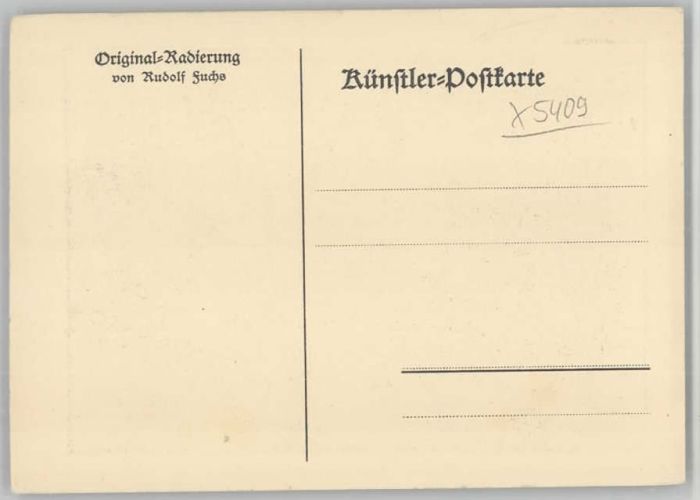 Original-Radierung
von Rudolf Fuchs
Künstler-Postkarte
X5409